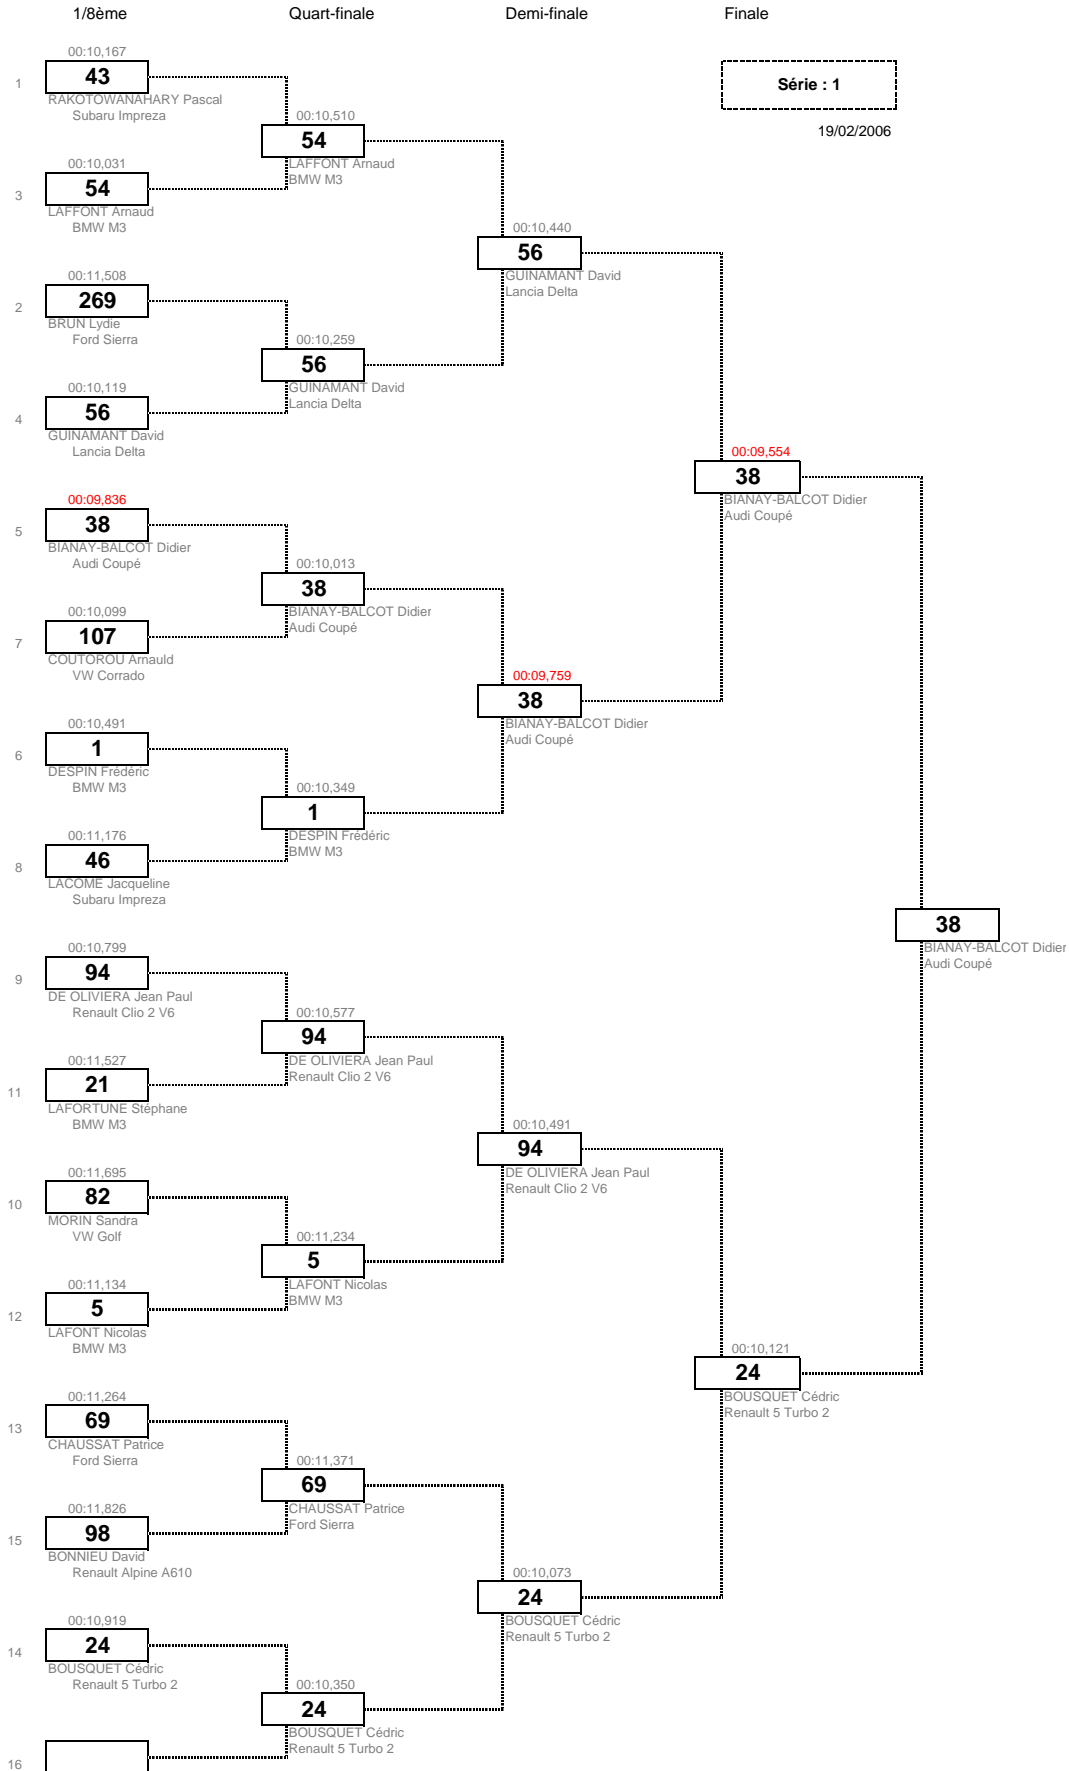 1/8ème Quart-finale Demi-finale Finale
00:10,167
1 43
RAKOTOWANAHARY Pascal
Subaru Impreza
Série : 1
19/02/2006
00:10,510
54
LAFFONT Arnaud
BMW M3
00:10,031
3 54
LAFFONT Arnaud
BMW M3
00:10,440
56
GUINAMANT David
Lancia Delta
00:11,508
2 269
BRUN Lydie
Ford Sierra
00:10,259
56
GUINAMANT David
Lancia Delta
00:10,119
4 56
GUINAMANT David
Lancia Delta
00:09,554
38
BIANAY-BALCOT Didier
Audi Coupé
00:09,836
5 38
BIANAY-BALCOT Didier
Audi Coupé
00:10,013
38
BIANAY-BALCOT Didier
Audi Coupé
00:10,099
7 107
COUTOROU Arnauld
VW Corrado
00:09,759
38
BIANAY-BALCOT Didier
Audi Coupé
00:10,491
6 1
DESPIN Frédéric
BMW M3
00:10,349
1
DESPIN Frédéric
BMW M3
00:11,176
8 46
LACOME Jacqueline
Subaru Impreza
38
BIANAY-BALCOT Didier
Audi Coupé
00:10,799
9 94
DE OLIVIERA Jean Paul
Renault Clio 2 V6
00:10,577
94
DE OLIVIERA Jean Paul
Renault Clio 2 V6
00:11,527
11 21
LAFORTUNE Stéphane
BMW M3
00:10,491
94
DE OLIVIERA Jean Paul
Renault Clio 2 V6
00:11,695
10 82
MORIN Sandra
VW Golf
00:11,234
5
LAFONT Nicolas
BMW M3
00:11,134
12 5
LAFONT Nicolas
BMW M3
00:10,121
24
BOUSQUET Cédric
Renault 5 Turbo 2
00:11,264
13 69
CHAUSSAT Patrice
Ford Sierra
00:11,371
69
CHAUSSAT Patrice
Ford Sierra
00:11,826
15 98
BONNIEU David
Renault Alpine A610
00:10,073
24
BOUSQUET Cédric
Renault 5 Turbo 2
00:10,919
14 24
BOUSQUET Cédric
Renault 5 Turbo 2
00:10,350
24
BOUSQUET Cédric
Renault 5 Turbo 2
16